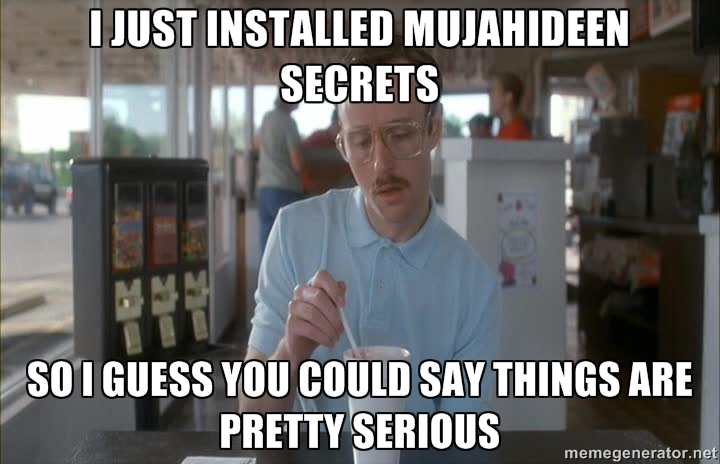 I JUST INSTALLED MUJAHIDEEN
SECRETS
SO I GUESS YOU COULD SAY THINGS ARE
PRETTY SERIOUS
memegenerator.net